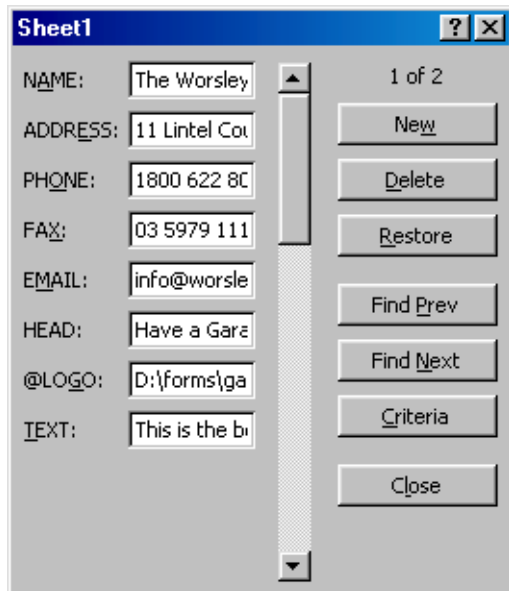 Sheet1
? ×
NAME: The Worsley
ADDRESS: 11 Lintel
PHONE: 1800 622
FAX: 03 5979 111
EMAIL: info@worsle
HEAD: Have a Gara
@LOGO: D:\forms\ga
TEXT: This is the
1 of 2
New
Delete
Restore
Find Prev
Find Next
Criteria
Close